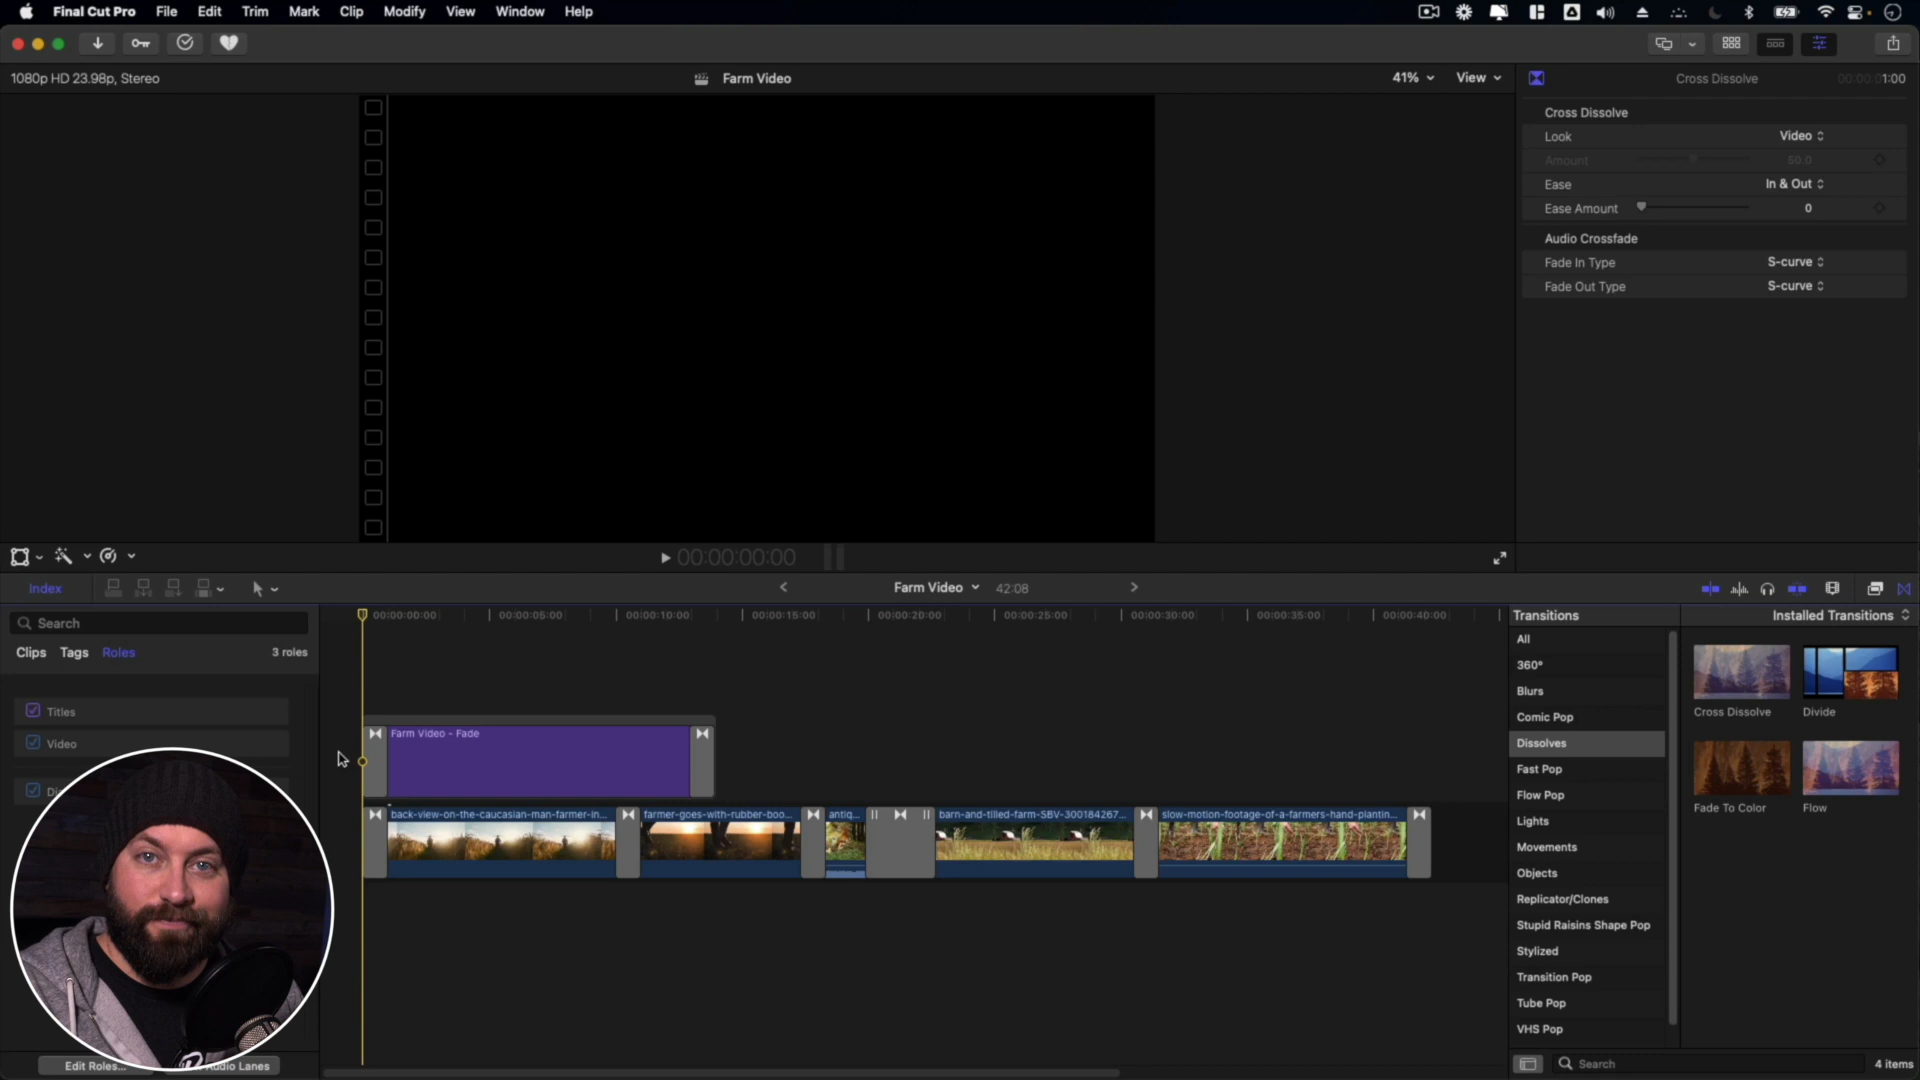 Final Cut Pro File Edit Trim Mark Clip Modify View Window Help
1080p HD 23.98p, Stereo
Farm Video
41% View
Cross Dissolve
00:00:01:00
Cross Dissolve
Look Video
Amount 50.0
Ease In & Out
Ease Amount 0
Audio Crossfade
Fade In Type S-curve
Fade Out Type S-curve
00:00:00:00
Index
Farm Video 42:08
Search
Clips Tags Roles 3 roles
Titles
Video
00:00:00:00 00:00:05:00 00:00:10:00 00:00:15:00 00:00:20:00 00:00:25:00 00:00:30:00 00:00:35:00 00:00:40:00
Farm Video - Fade
back-view-on-the-caucasian-man-farmer-in...
farmer-goes-with-rubber-boo...
antiq...
barn-and-tilled-farm-SBV-300184267...
slow-motion-footage-of-a-farmers-hand-plantin...
Edit Roles...
Audio Lanes
Transitions
All
360°
Blurs
Comic Pop
Dissolves
Fast Pop
Flow Pop
Lights
Movements
Objects
Replicator/Clones
Stupid Raisins Shape Pop
Stylized
Transition Pop
Tube Pop
VHS Pop
Installed Transitions
Cross Dissolve
Divide
Fade To Color
Flow
Search
4 items